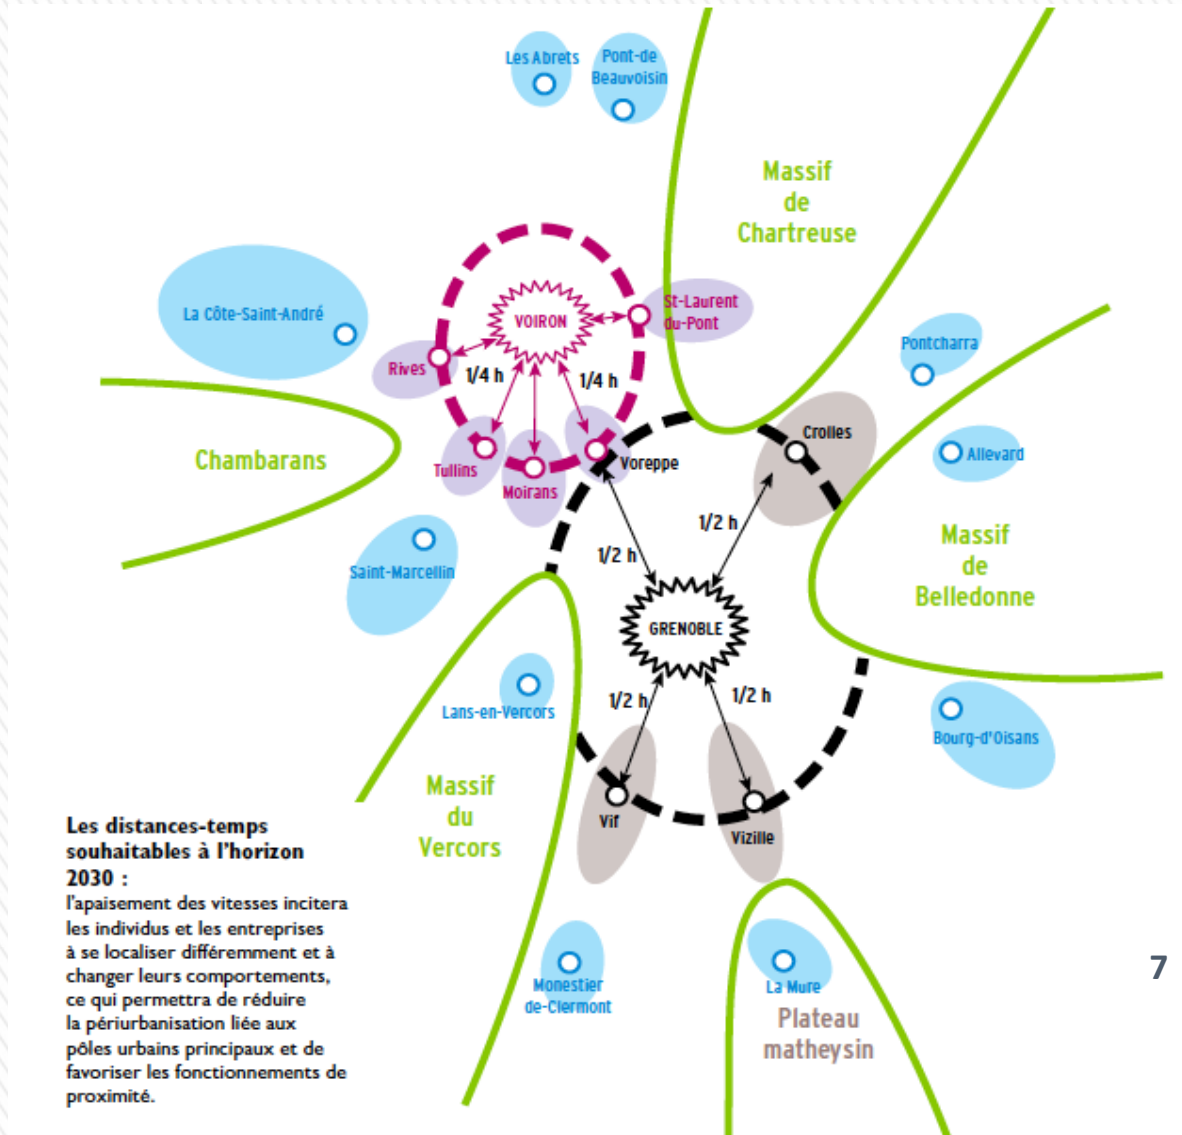 Les Abrets
Pont-de
Beauvoisin
Massif
de
Chartreuse
La Côte-Saint-André
VOIRON
St-Laurent
du-Pont
Pontcharra
Rives
1/4 h
1/4 h
Crolles
Chambarans
Tullins
Moirans
Voreppe
Allevard
1/2 h
1/2 h
Massif
de
Belledonne
Saint-Marcellin
GRENOBLE
Lans-en-Vercors
1/2 h
1/2 h
Bourg-d'Oisans
Massif
du
Vercors
Vif
Vizille
Les distances-temps
souhaitables à l'horizon
2030 :
l'apaisement des vitesses incitera
les individus et les entreprises
à se localiser différemment et à
changer leurs comportements,
ce qui permettra de réduire
la périurbanisation liée aux
pôles urbains principaux et de
favoriser les fonctionnements de
proximité.
Monestier
de-Clermont
La Mure
Plateau
matheysin
7